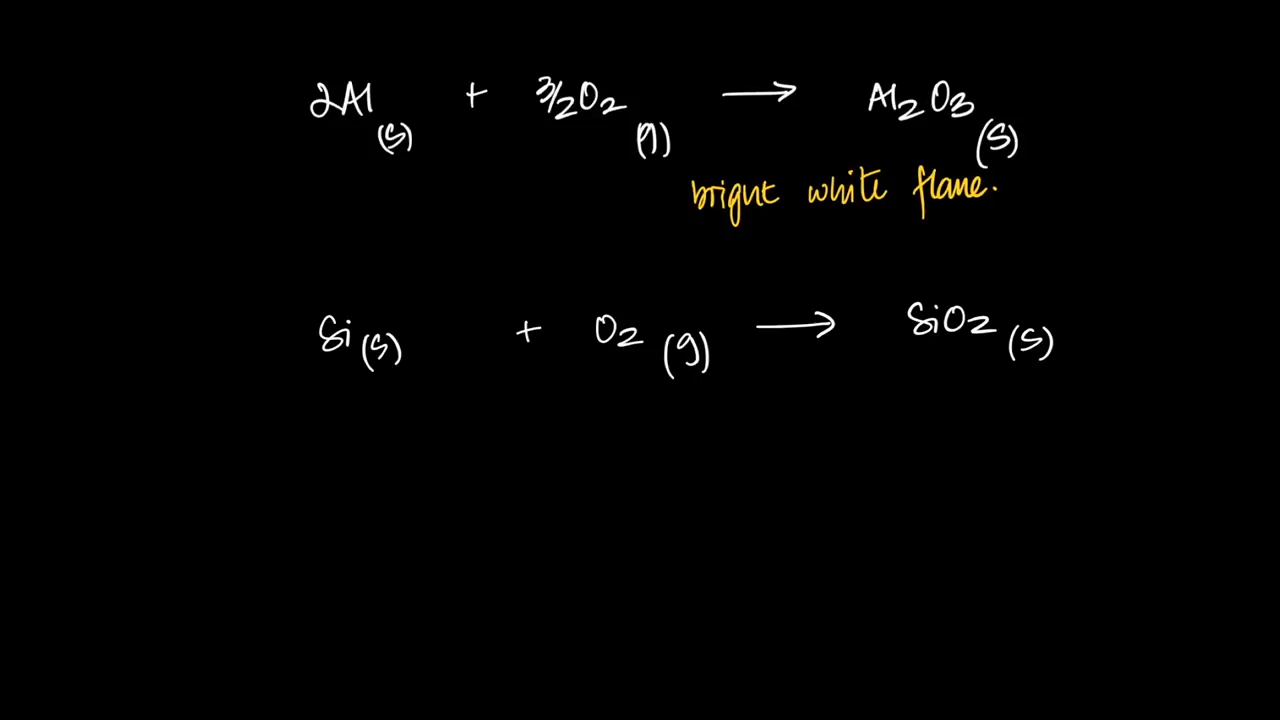 2Al(s) + 3/2O2(g) → Al2O3(s)
bright white flame.
Si(s) + O2(g) → SiO2(s)